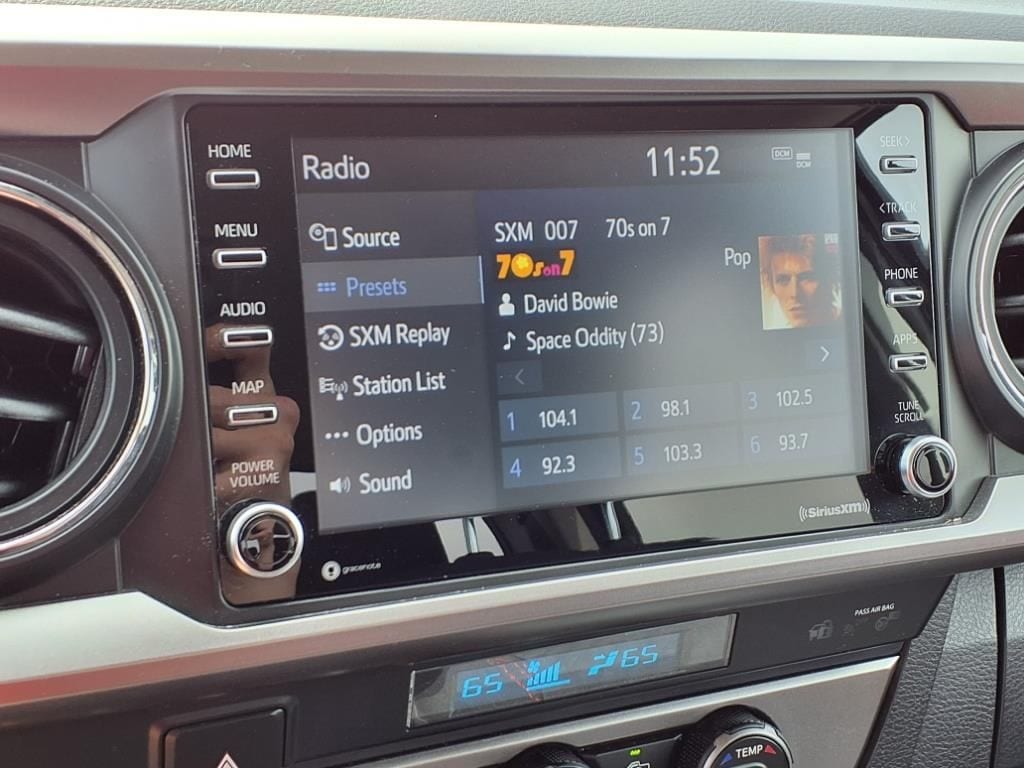 HOME
MENU
AUDIO
MAP
POWER
VOLUME
Radio
11:52
DCM
DCM
Source
Presets
SXM Replay
Station List
Options
Sound
SXM 007 70s on 7
70s on 7
Pop
David Bowie
Space Oddity (73)
1 104.1
2 98.1
3 102.5
4 92.3
5 103.3
6 93.7
SEEK >
< TRACK
PHONE
APPS
TUNE
SCROLL
gracenote
((SiriusXM))
PASS AIR BAG
65
65
TEMP